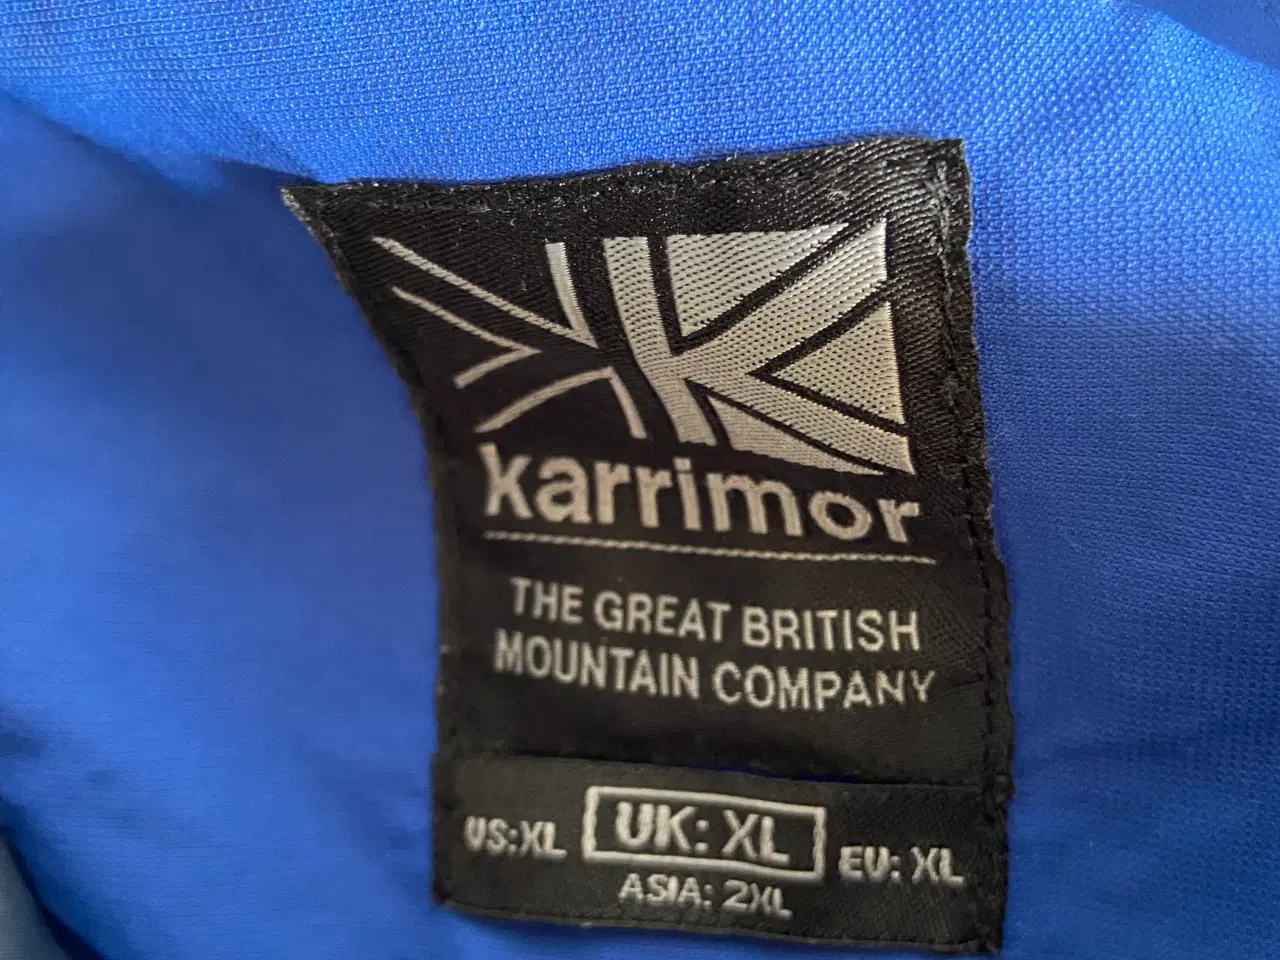 karrimor
THE GREAT BRITISH
MOUNTAIN COMPANY
US:XL UK: XL EU: XL
ASIA: 2XL